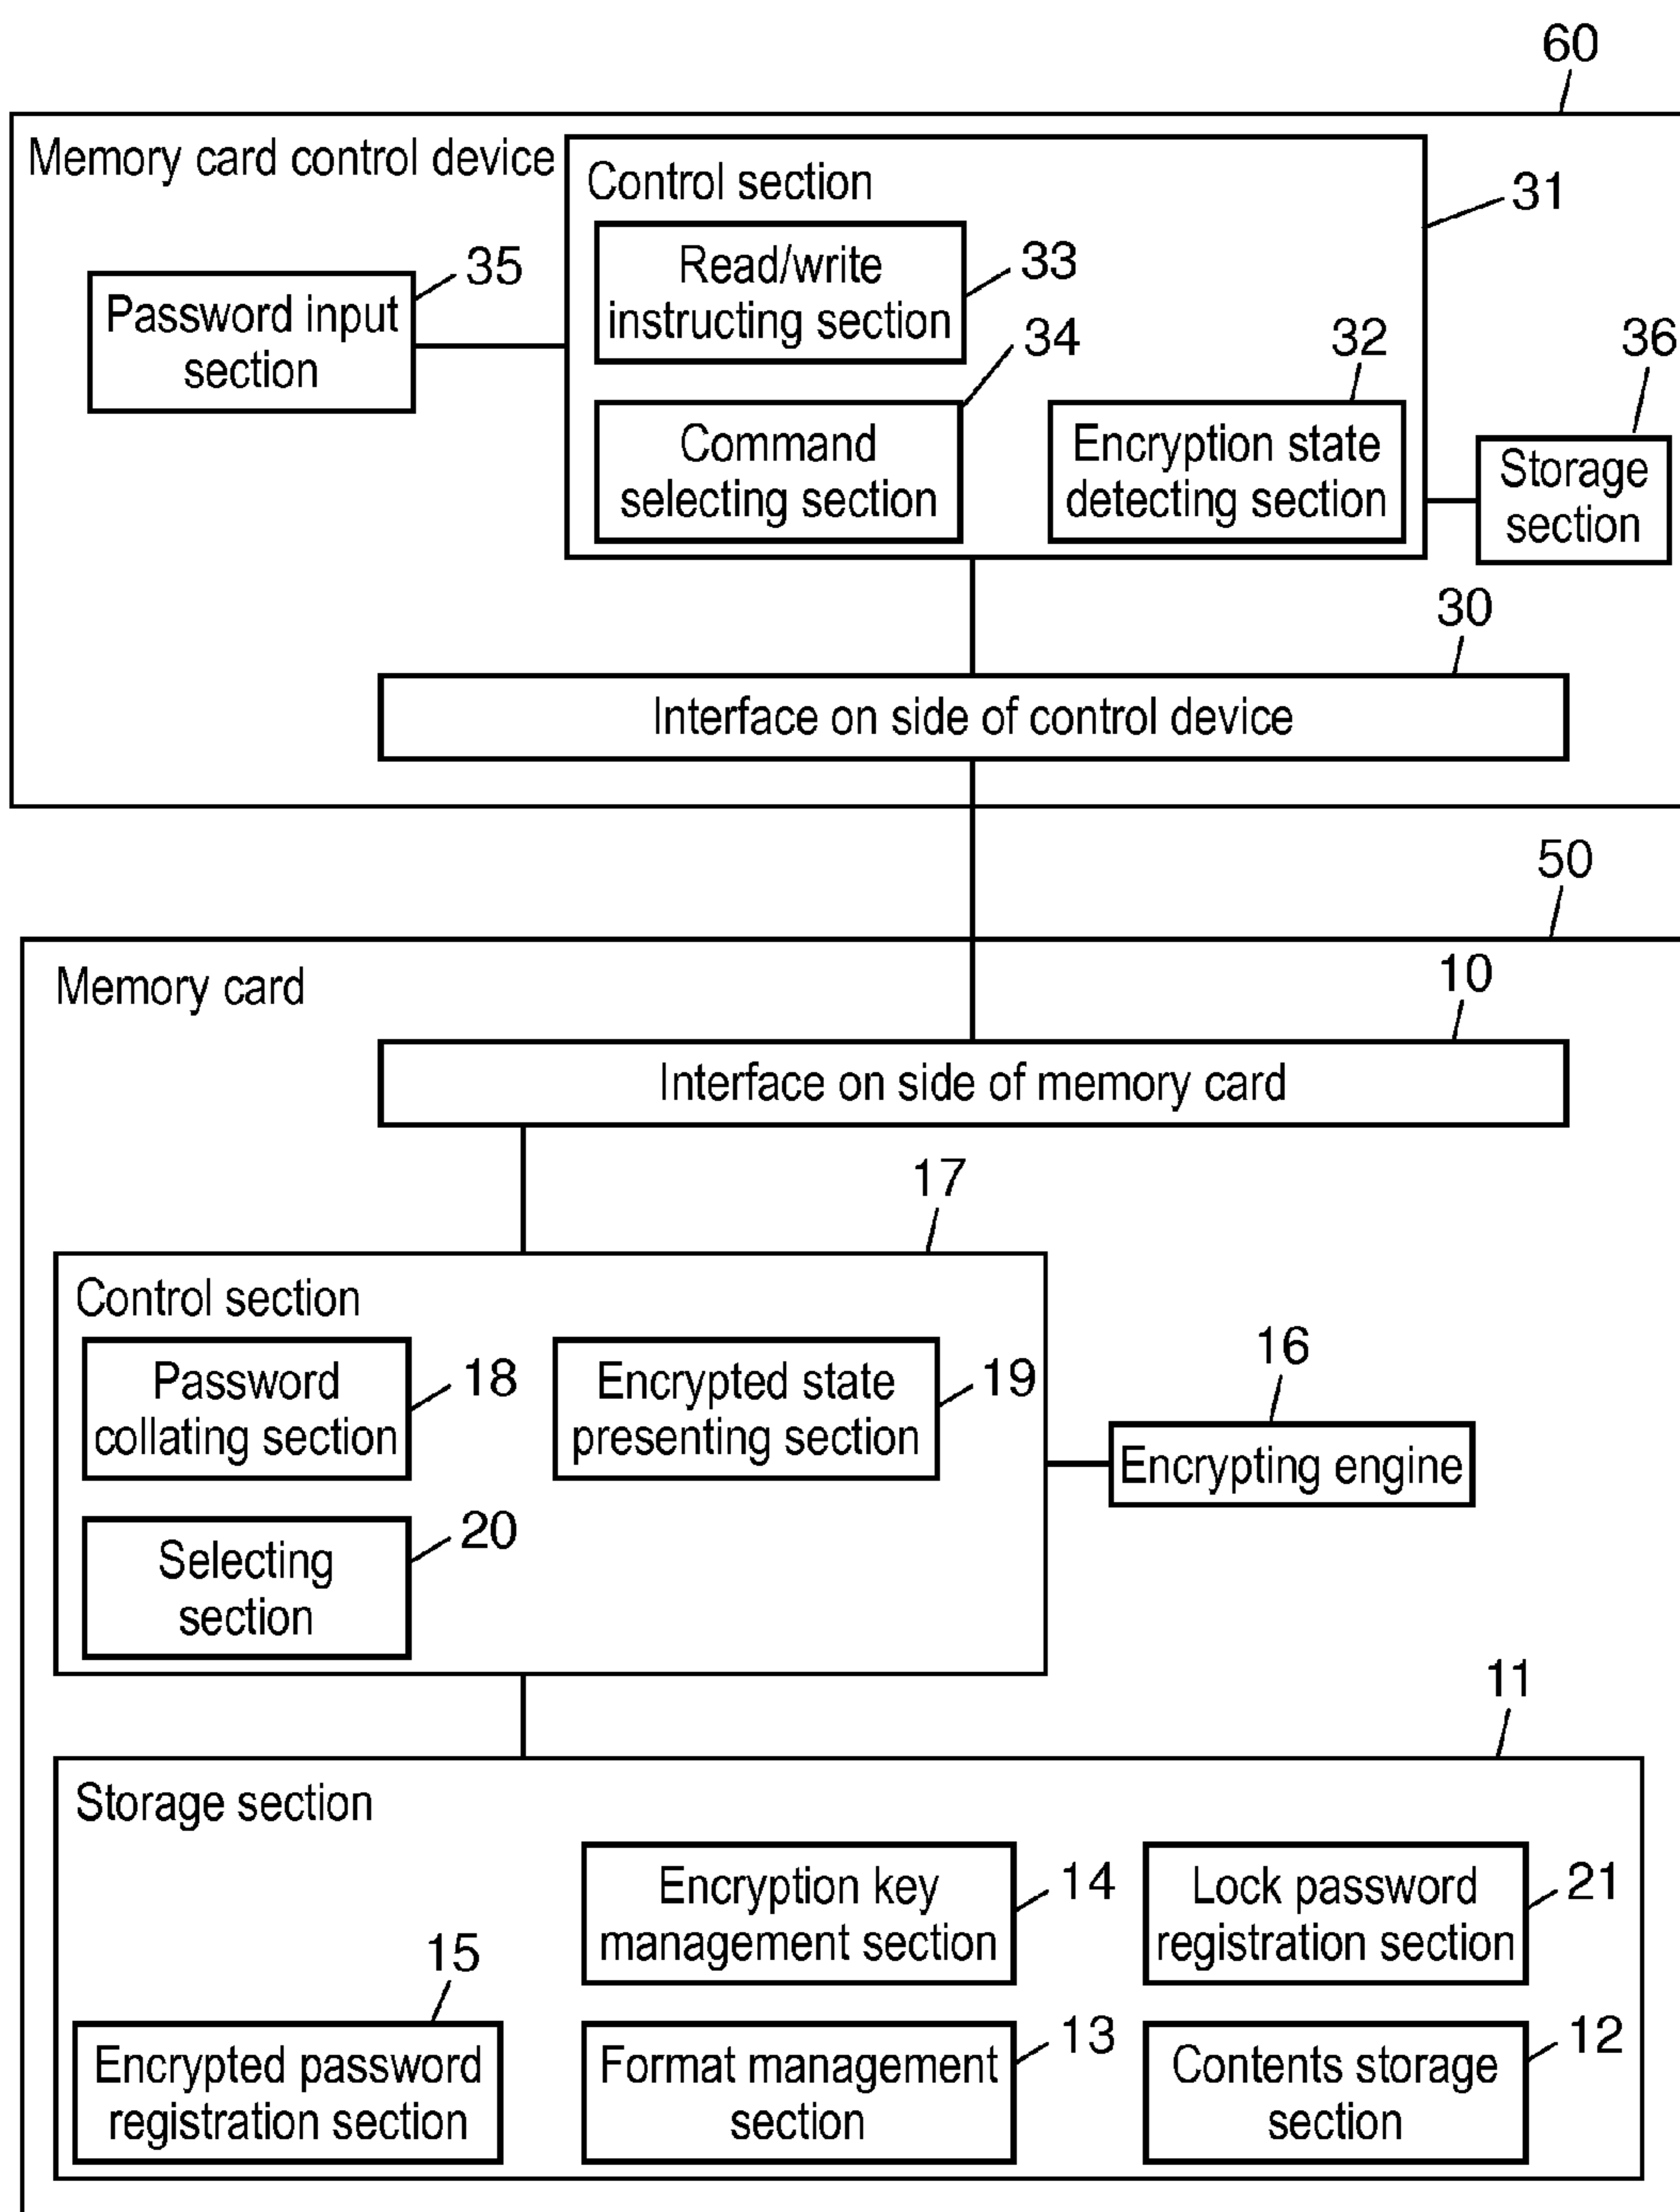 60
Memory card control device
Control section
31
Read/write
instructing section
33
Password input
section
35
34
32
36
Command
selecting section
Encryption state
detecting section
Storage
section
30
Interface on side of control device
50
Memory card
10
Interface on side of memory card
17
Control section
Password
collating section
18
Encrypted state
presenting section
19
16
Encrypting engine
Selecting
section
20
11
Storage section
Encryption key
management section
14
Lock password
registration section
21
15
Encrypted password
registration section
Format management
section
13
Contents storage
section
12